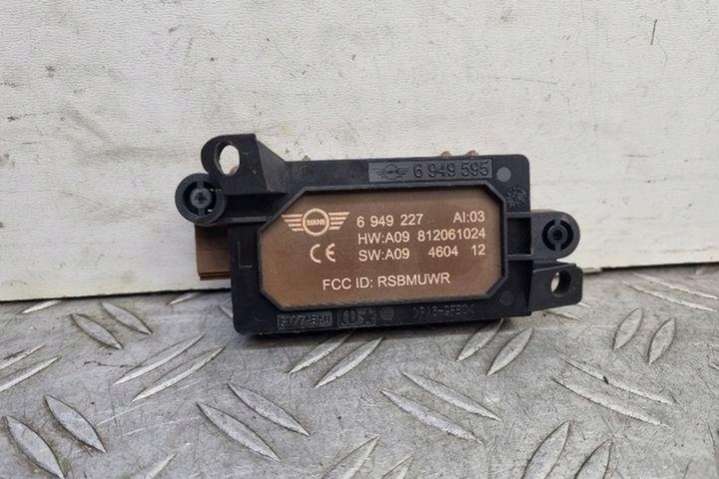 6 949 595
MINI
6 949 227 AI:03
HW:A09 812061024
CE SW:A09 4604 12
FCC ID: RSBMUWR